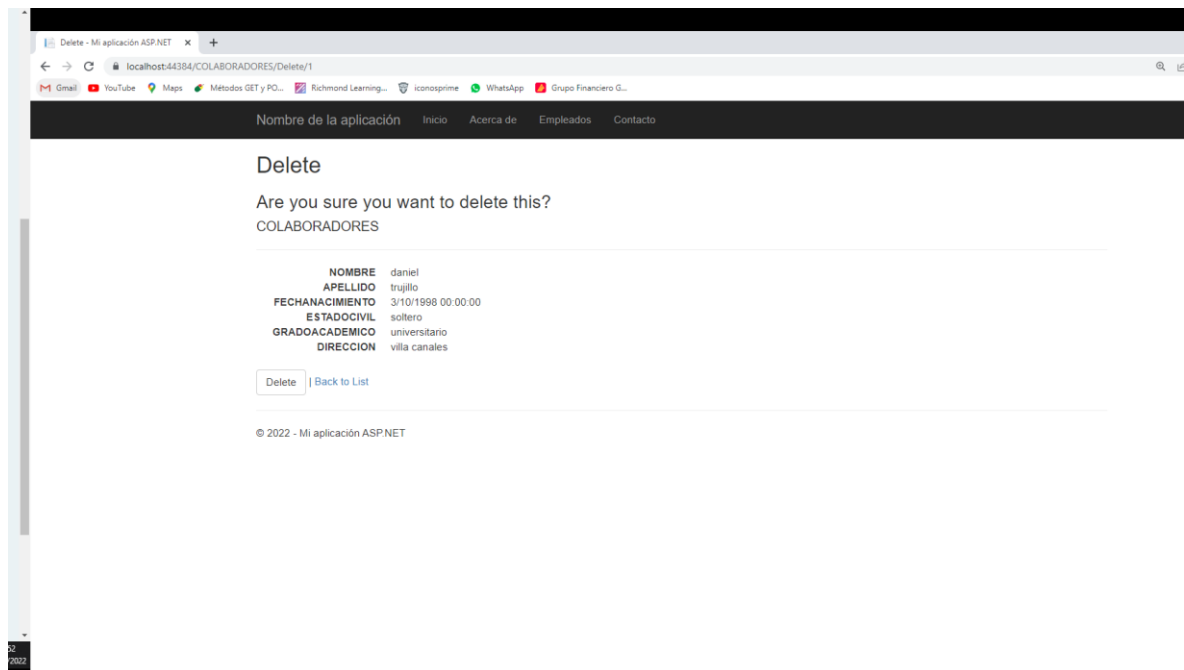 Delete - Mi aplicación ASP.NET
localhost:44384/COLABORADORES/Delete/1
Gmail YouTube Maps Métodos GET y PO... Richmond Learning... iconosprime WhatsApp Grupo Financiero G...
Nombre de la aplicación Inicio Acerca de Empleados Contacto
Delete
Are you sure you want to delete this?
COLABORADORES
NOMBRE daniel
APELLIDO trujillo
FECHANACIMIENTO 3/10/1998 00:00:00
ESTADOCIVIL soltero
GRADOACADEMICO universitario
DIRECCION villa canales
Delete | Back to List
© 2022 - Mi aplicación ASP.NET
52
/2022